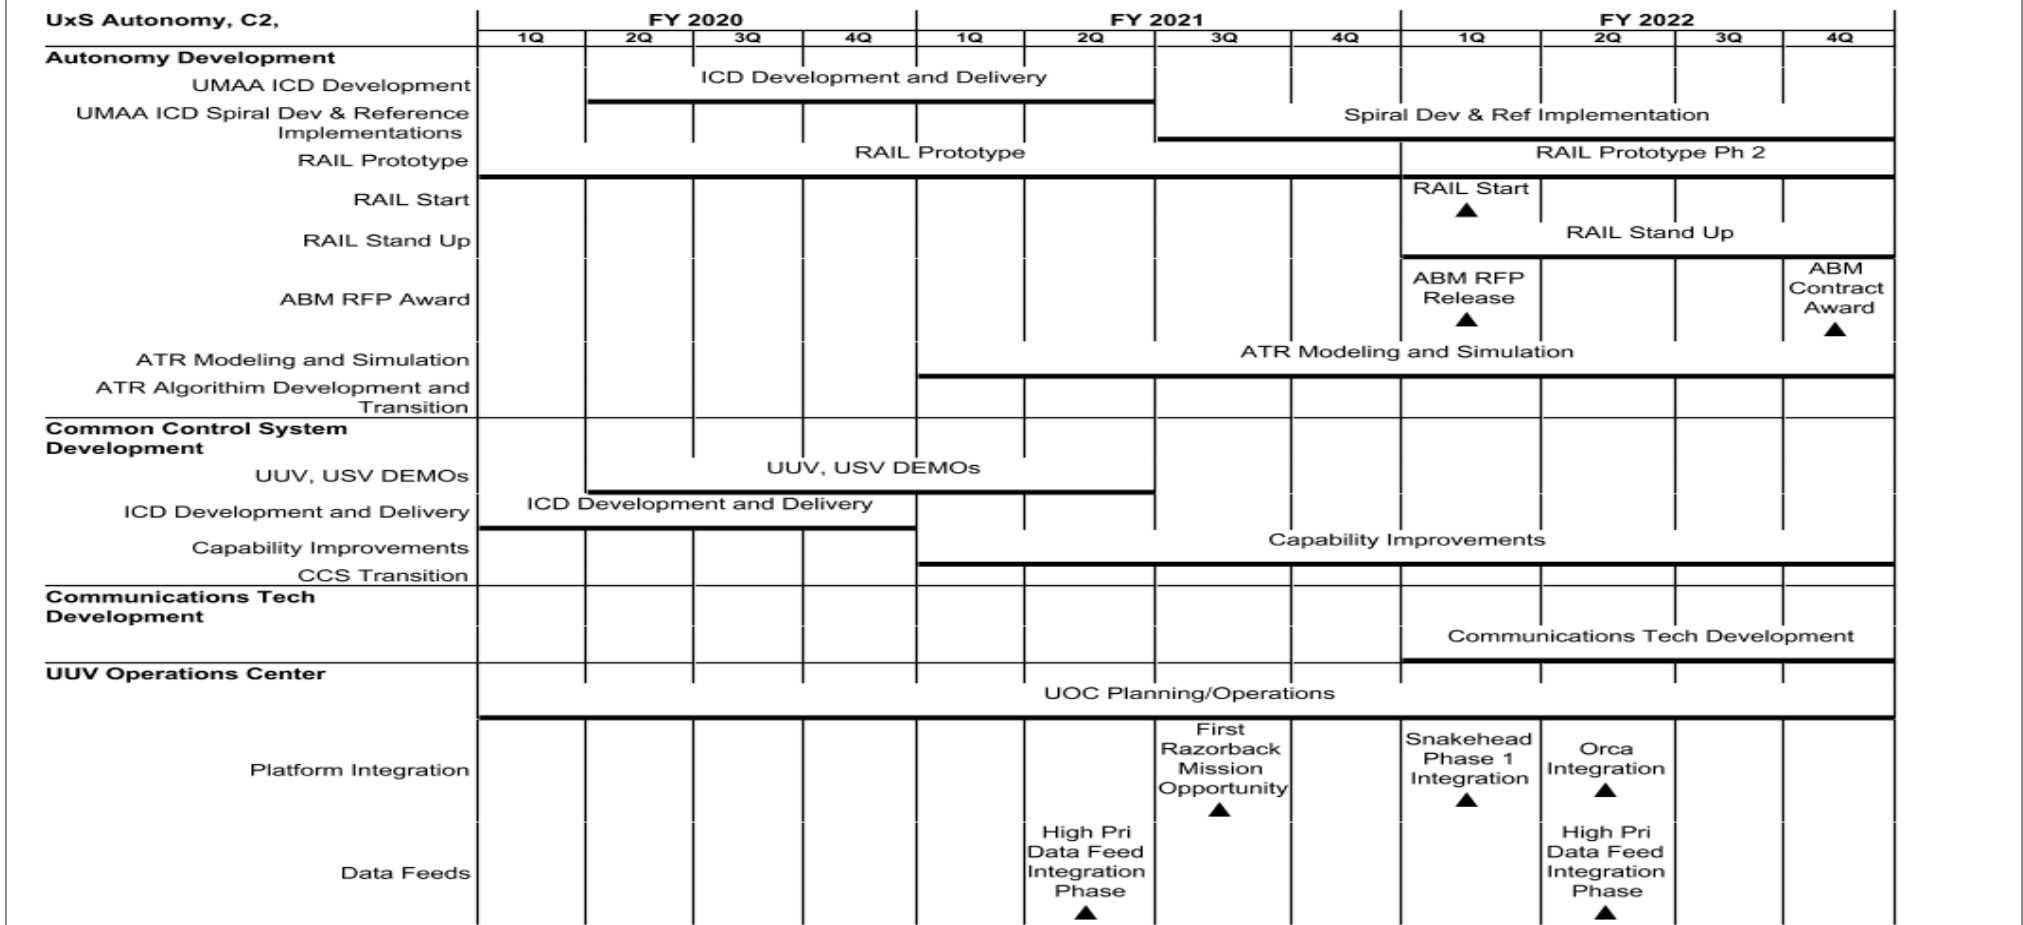 UxS Autonomy, C2,
FY 2020 FY 2021 FY 2022
1Q 2Q 3Q 4Q 1Q 2Q 3Q 4Q 1Q 2Q 3Q 4Q
Autonomy Development
UMAA ICD Development
ICD Development and Delivery
UMAA ICD Spiral Dev & Reference
Implementations
Spiral Dev & Ref Implementation
RAIL Prototype
RAIL Prototype
RAIL Prototype Ph 2
RAIL Start
RAIL Start
RAIL Stand Up
RAIL Stand Up
ABM RFP Award
ABM RFP
Release
ABM
Contract
Award
ATR Modeling and Simulation
ATR Modeling and Simulation
ATR Algorithim Development and
Transition
Common Control System
Development
UUV, USV DEMOs
UUV, USV DEMOs
ICD Development and Delivery
ICD Development and Delivery
Capability Improvements
Capability Improvements
CCS Transition
Communications Tech
Development
Communications Tech Development
UUV Operations Center
UOC Planning/Operations
Platform Integration
First
Razorback
Mission
Opportunity
Snakehead
Phase 1
Integration
Orca
Integration
Data Feeds
High Pri
Data Feed
Integration
Phase
High Pri
Data Feed
Integration
Phase